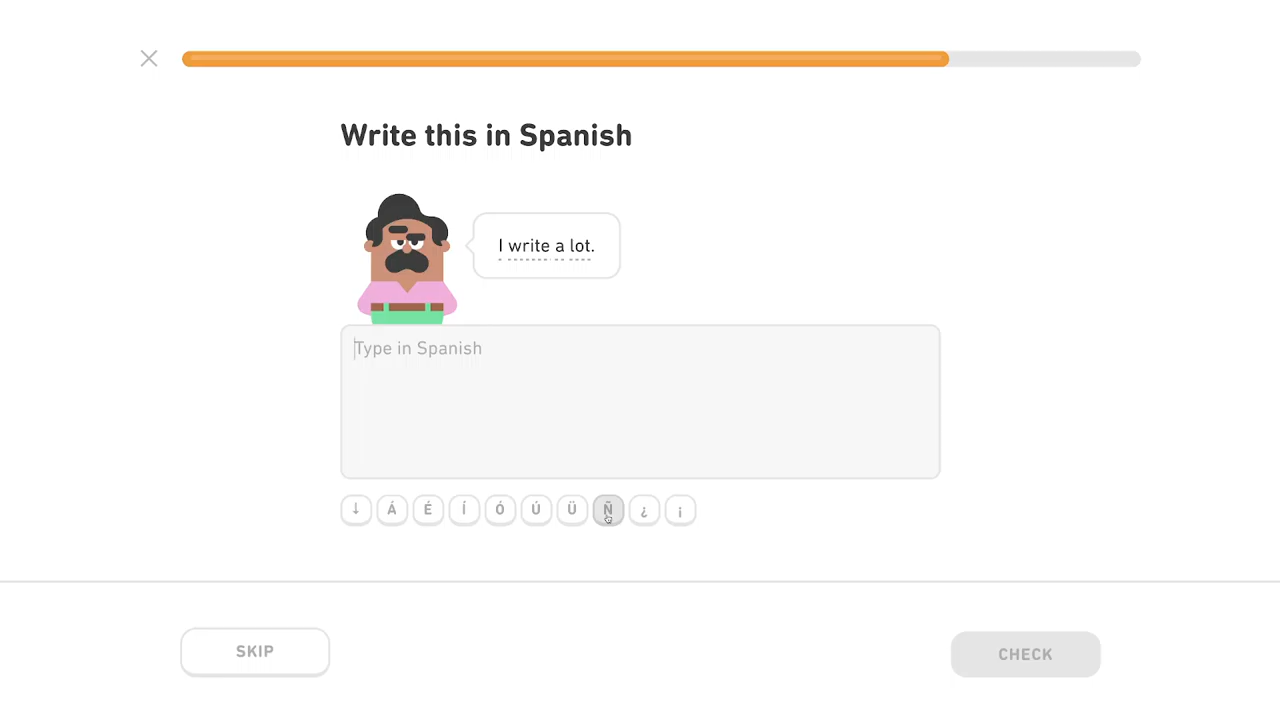 Write this in Spanish
I write a lot.
Type in Spanish
↓ Á É Í Ó Ú Ü Ñ ¿ ¡
SKIP CHECK